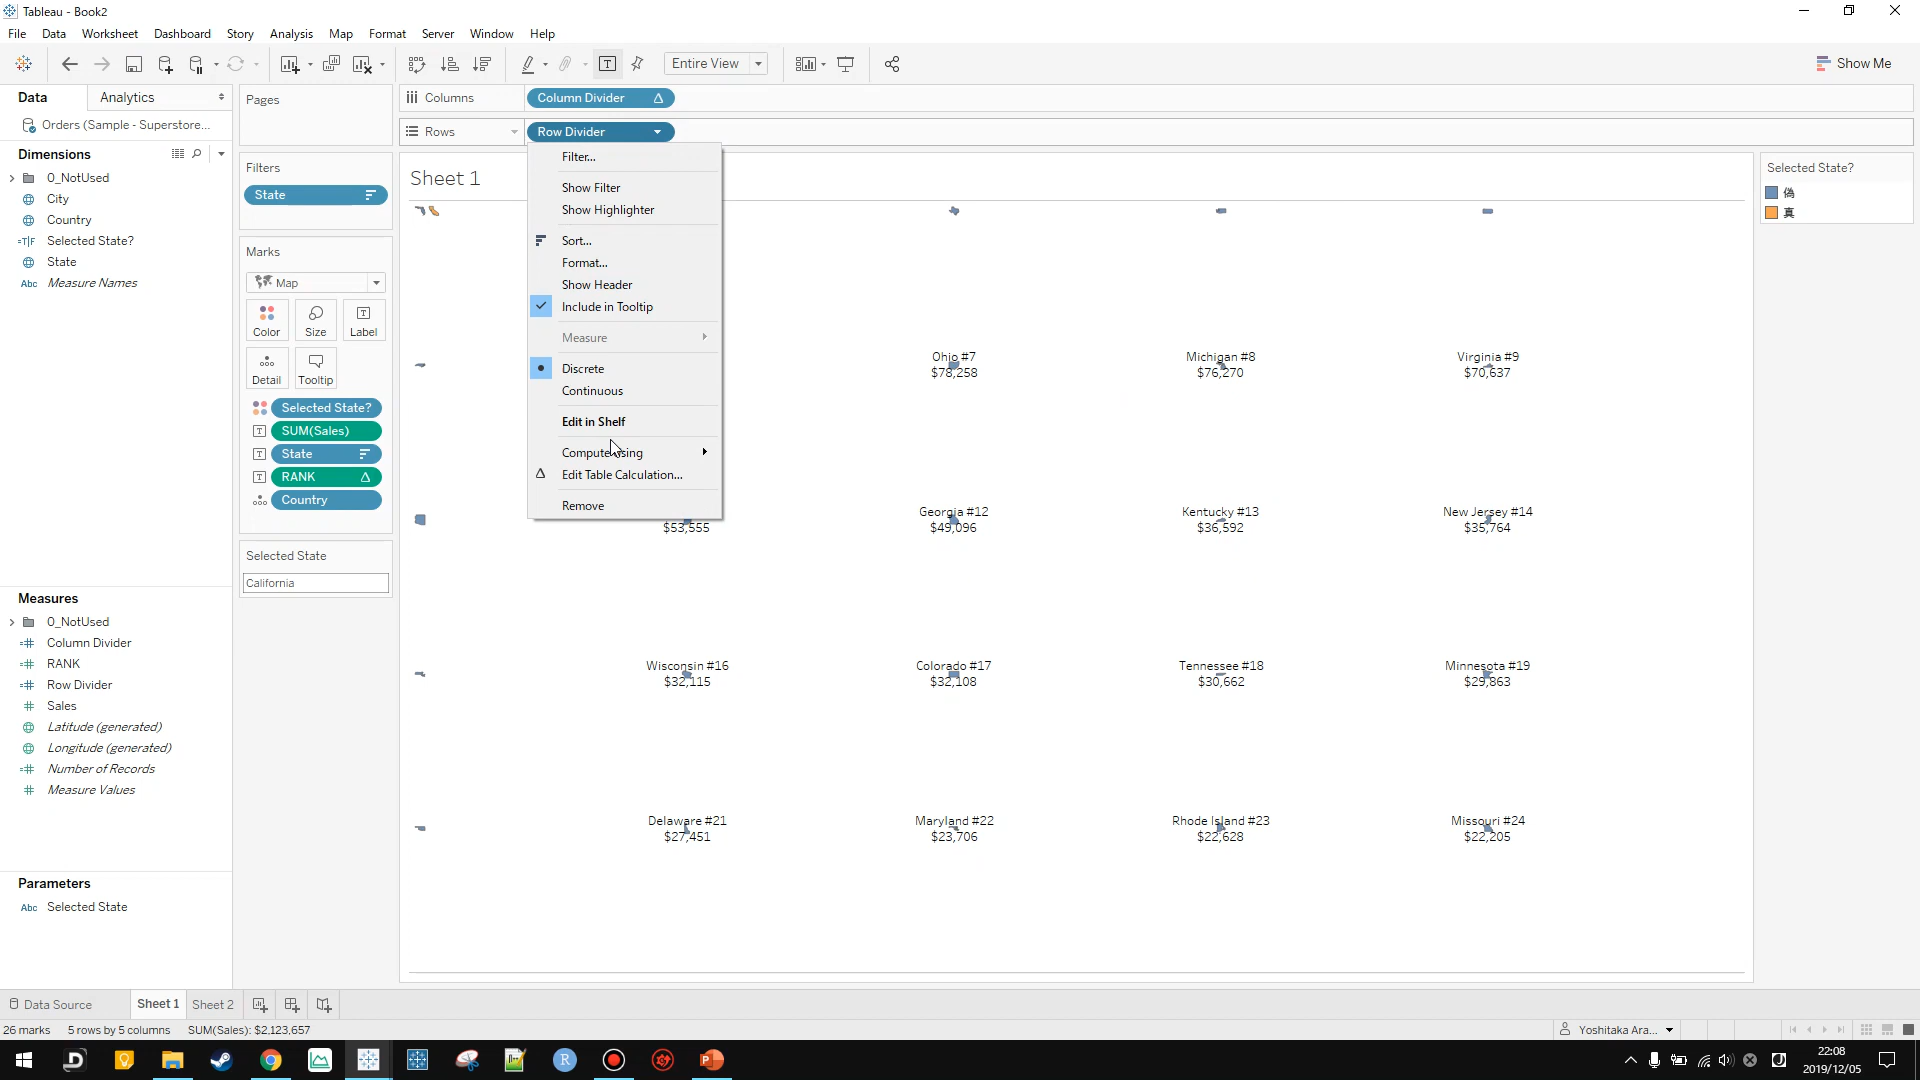 Tableau - Book2
File Data Worksheet Dashboard Story Analysis Map Format Server Window Help
Entire View
Show Me
Data
Analytics
Pages
Columns
Column Divider
Orders (Sample - Superstore...
Rows
Row Divider
Dimensions
0_NotUsed
City
Country
=T|F Selected State?
State
Abc Measure Names
Filters
State
Marks
Map
Color
Size
Label
Detail
Tooltip
Selected State?
SUM(Sales)
State
RANK
Country
Selected State
California
Measures
0_NotUsed
Column Divider
RANK
Row Divider
Sales
Latitude (generated)
Longitude (generated)
Number of Records
Measure Values
Parameters
Abc Selected State
Sheet 1
Filter...
Show Filter
Show Highlighter
Sort...
Format...
Show Header
Include in Tooltip
Measure
Discrete
Continuous
Edit in Shelf
Compute Using
Edit Table Calculation...
Remove
Ohio #7
$78,258
Michigan #8
$76,270
Virginia #9
$70,637
$53,555
Georgia #12
$49,096
Kentucky #13
$36,592
New Jersey #14
$35,764
Wisconsin #16
$32,115
Colorado #17
$32,108
Tennessee #18
$30,662
Minnesota #19
$29,863
Delaware #21
$27,451
Maryland #22
$23,706
Rhode Island #23
$22,628
Missouri #24
$22,205
Selected State?
偽
真
Data Source
Sheet 1
Sheet 2
26 marks
5 rows by 5 columns
SUM(Sales): $2,123,657
Yoshitaka Ara...
22:08
2019/12/05